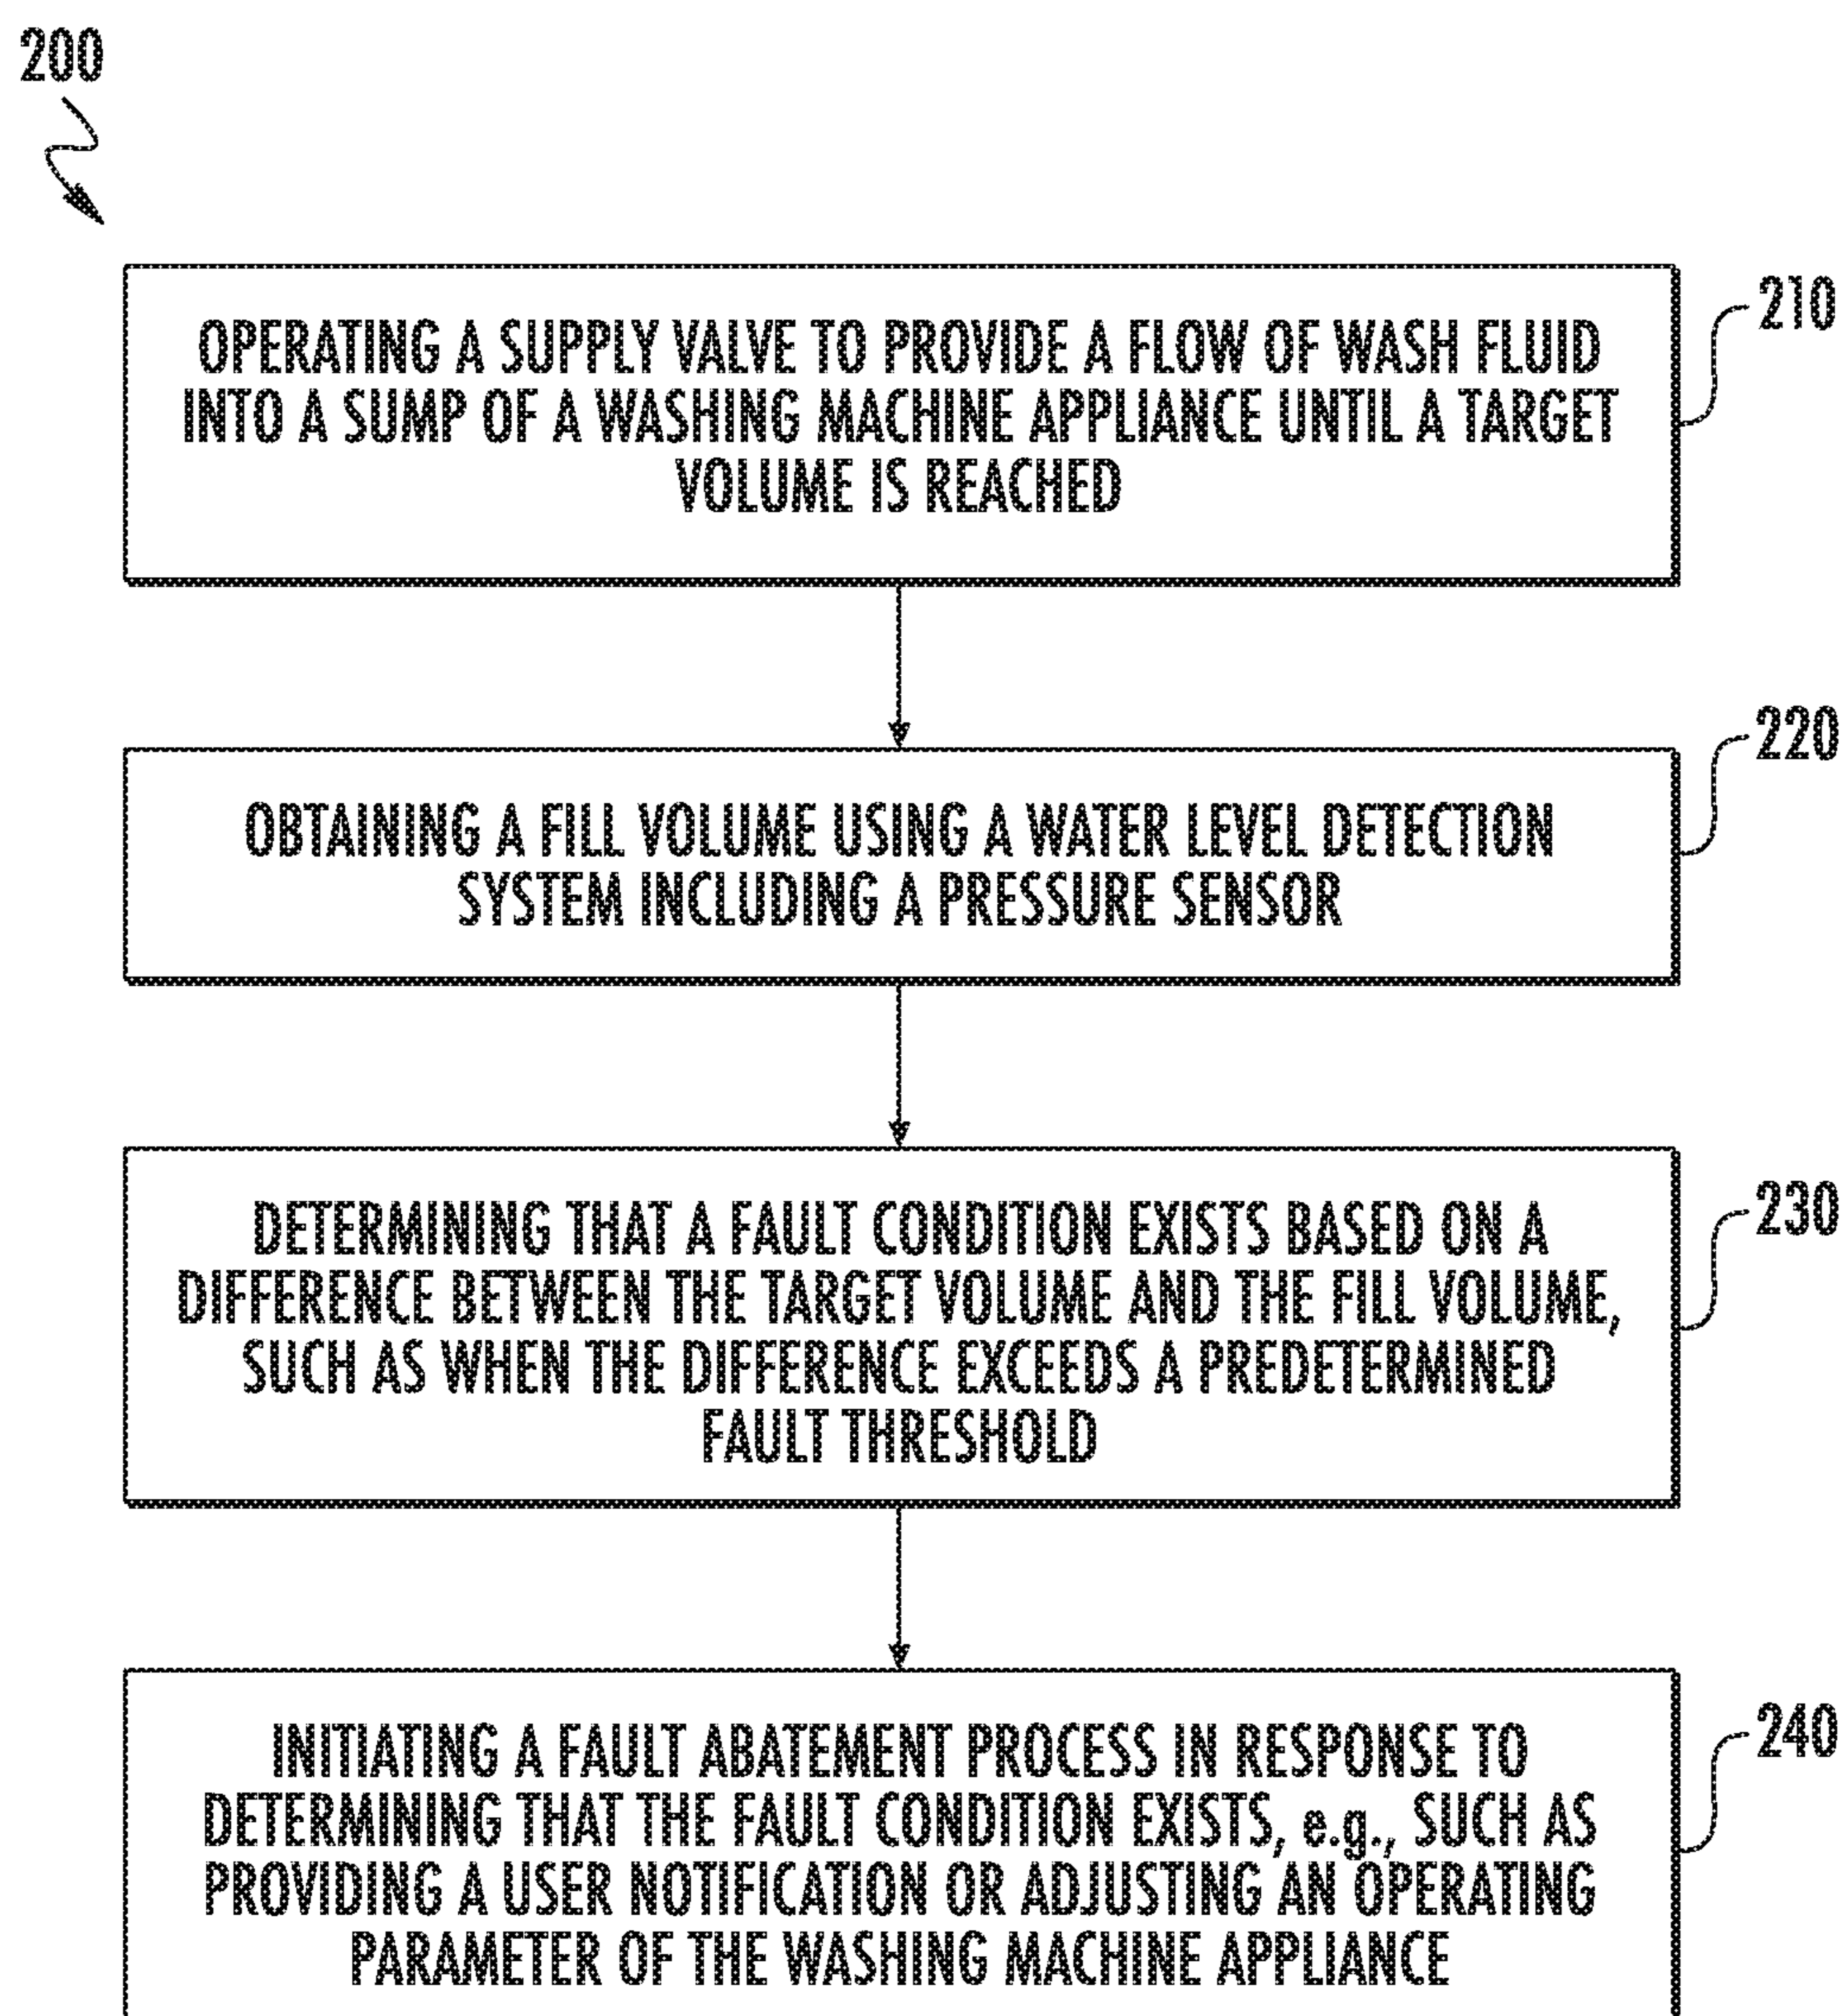 200
OPERATING A SUPPLY VALVE TO PROVIDE A FLOW OF WASH FLUID
INTO A SUMP OF A WASHING MACHINE APPLIANCE UNTIL A TARGET
VOLUME IS REACHED
210
OBTAINING A FILL VOLUME USING A WATER LEVEL DETECTION
SYSTEM INCLUDING A PRESSURE SENSOR
220
DETERMINING THAT A FAULT CONDITION EXISTS BASED ON A
DIFFERENCE BETWEEN THE TARGET VOLUME AND THE FILL VOLUME,
SUCH AS WHEN THE DIFFERENCE EXCEEDS A PREDETERMINED
FAULT THRESHOLD
230
INITIATING A FAULT ABATEMENT PROCESS IN RESPONSE TO
DETERMINING THAT THE FAULT CONDITION EXISTS, e.g., SUCH AS
PROVIDING A USER NOTIFICATION OR ADJUSTING AN OPERATING
PARAMETER OF THE WASHING MACHINE APPLIANCE
240